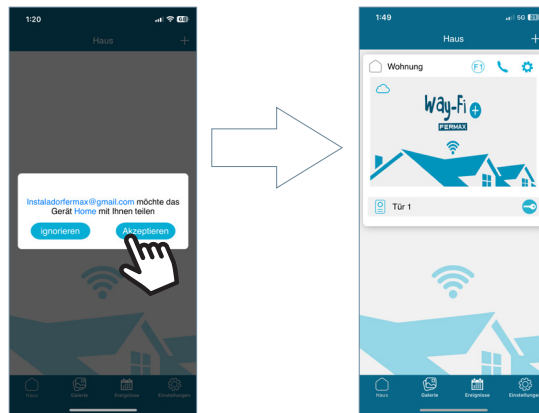 1:20
Haus
Instaladorfermax@gmail.com möchte das
Gerät Home mit Ihnen teilen
ignorieren
Akzeptieren
Haus
Galerie
Ereignisse
Einstellungen
1:49
5G
Haus
Wohnung
F1
Way-Fi
FERMAX
Tür 1
Haus
Galerie
Ereignisse
Einstellungen